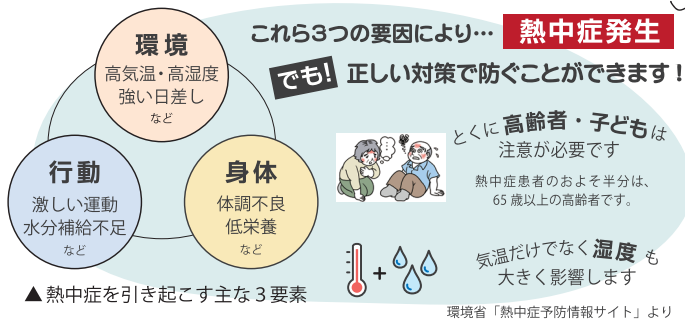 これら3つの要因により… 熱中症発生
でも! 正しい対策で防ぐことができます!
環境
高気温・高湿度
強い日差し
など
行動
激しい運動
水分補給不足
など
身体
体調不良
低栄養
など
▲熱中症を引き起こす主な3要素
とくに高齢者・子どもは
注意が必要です
熱中症患者のおよそ半分は、
65歳以上の高齢者です。
気温だけでなく湿度も
大きく影響します
環境省「熱中症予防情報サイト」より